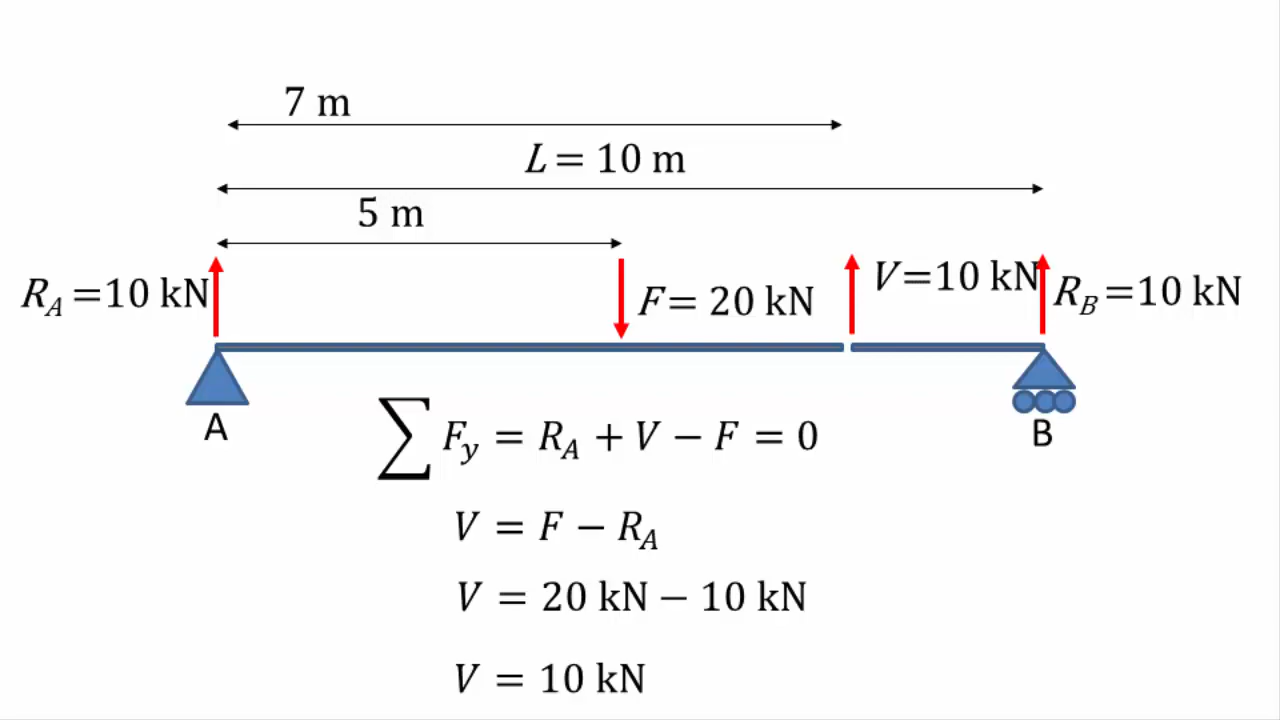 7 m
L = 10 m
5 m
R_A =10 kN
F = 20 kN
V=10 kN
R_B =10 kN
A
B
∑ F_y = R_A + V − F = 0
V = F − R_A
V = 20 kN − 10 kN
V = 10 kN